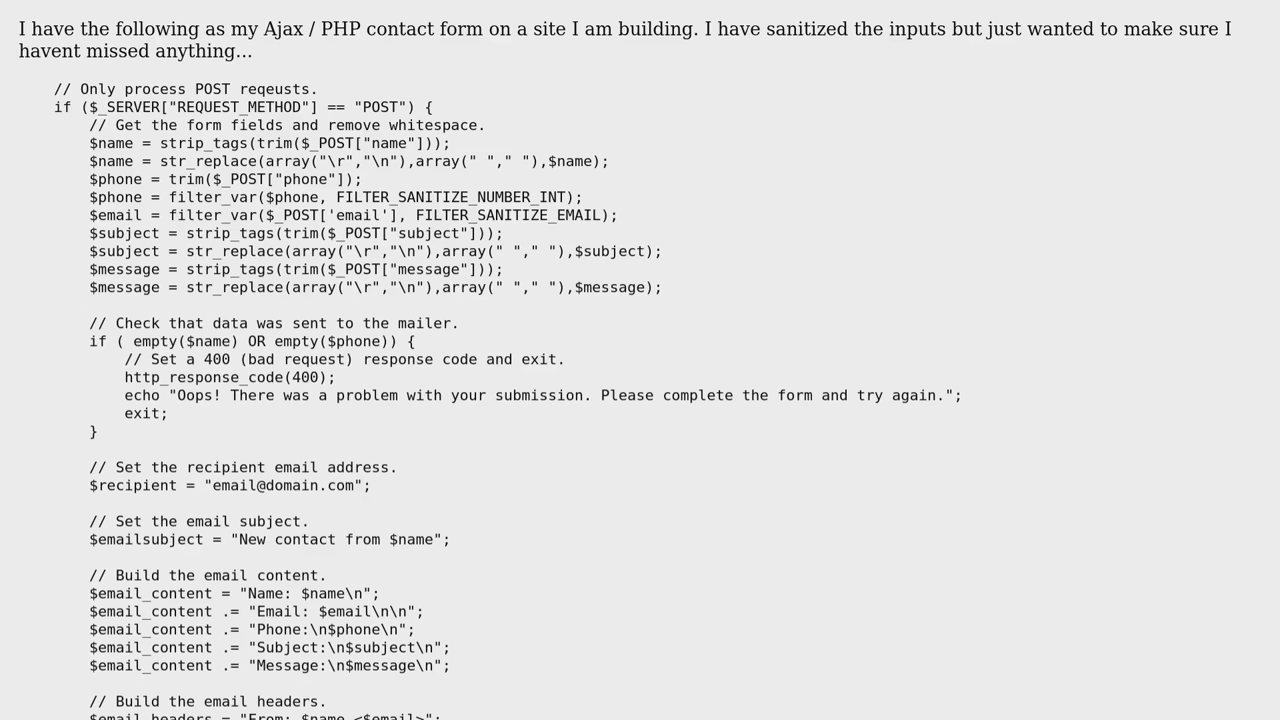 I have the following as my Ajax / PHP contact form on a site I am building. I have sanitized the inputs but just wanted to make sure I
havent missed anything...
// Only process POST reqeusts.
if ($_SERVER["REQUEST_METHOD"] == "POST") {
// Get the form fields and remove whitespace.
$name = strip_tags(trim($_POST["name"]));
$name = str_replace(array("\r","\n"),array(" "," "),$name);
$phone = trim($_POST["phone"]);
$phone = filter_var($phone, FILTER_SANITIZE_NUMBER_INT);
$email = filter_var($_POST['email'], FILTER_SANITIZE_EMAIL);
$subject = strip_tags(trim($_POST["subject"]));
$subject = str_replace(array("\r","\n"),array(" "," "),$subject);
$message = strip_tags(trim($_POST["message"]));
$message = str_replace(array("\r","\n"),array(" "," "),$message);
// Check that data was sent to the mailer.
if ( empty($name) OR empty($phone)) {
// Set a 400 (bad request) response code and exit.
http_response_code(400);
echo "Oops! There was a problem with your submission. Please complete the form and try again.";
exit;
}
// Set the recipient email address.
$recipient = "email@domain.com";
// Set the email subject.
$emailsubject = "New contact from $name";
// Build the email content.
$email_content = "Name: $name\n";
$email_content .= "Email: $email\n\n";
$email_content .= "Phone:\n$phone\n";
$email_content .= "Subject:\n$subject\n";
$email_content .= "Message:\n$message\n";
// Build the email headers.
$email_headers = "From: $name <$email>";